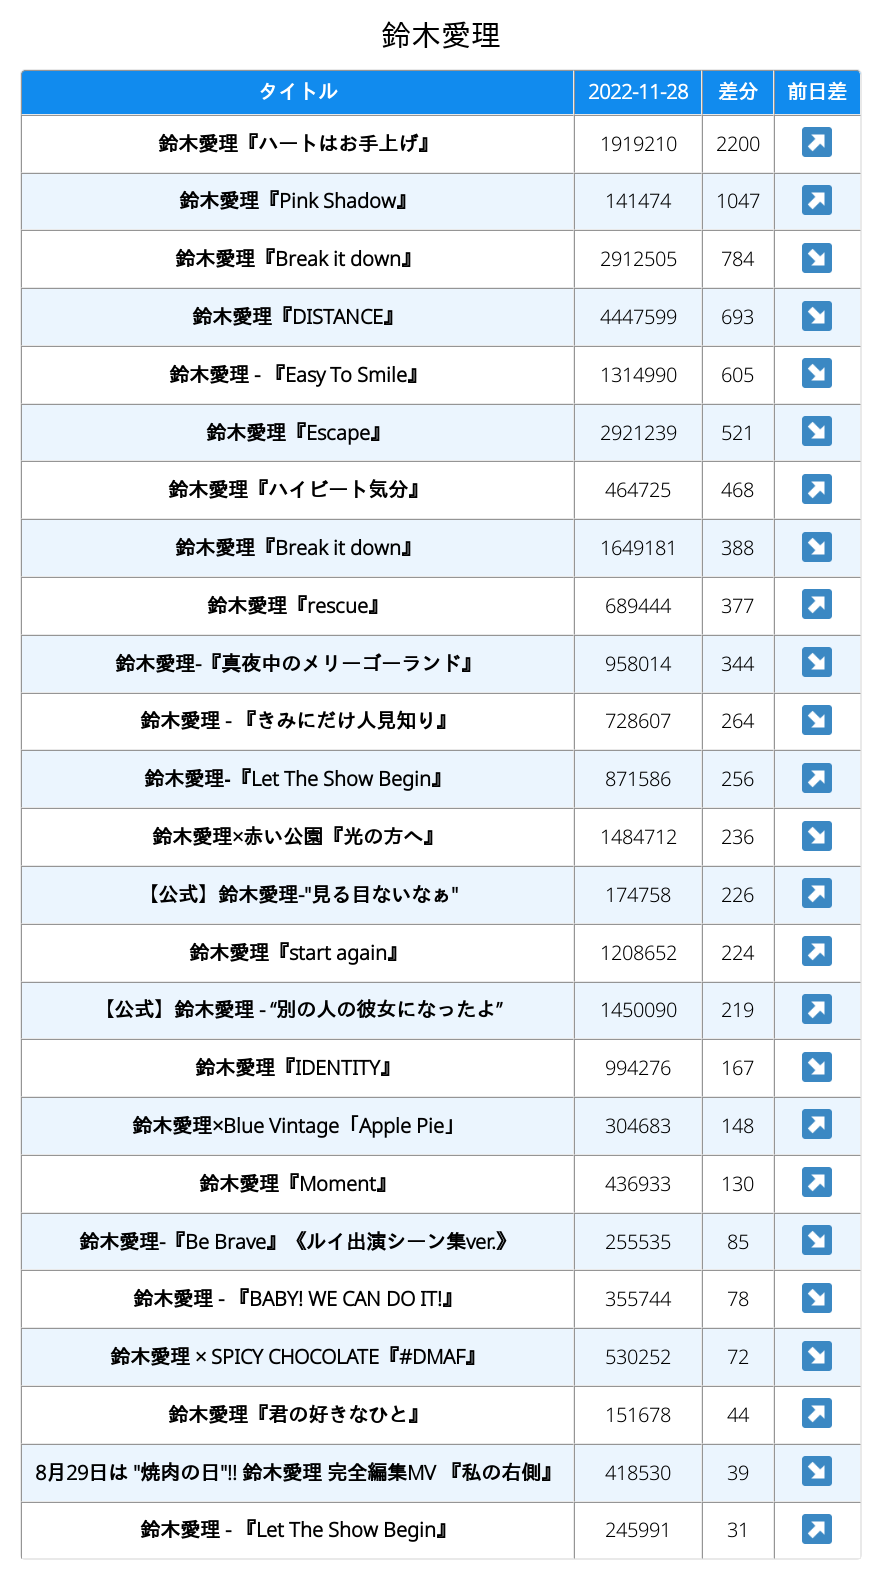 鈴木愛理
タイトル 2022-11-28 差分 前日差
鈴木愛理『ハートはお手上げ』 1919210 2200 ↗
鈴木愛理『Pink Shadow』 141474 1047 ↗
鈴木愛理『Break it down』 2912505 784 ↘
鈴木愛理『DISTANCE』 4447599 693 ↘
鈴木愛理 - 『Easy To Smile』 1314990 605 ↘
鈴木愛理『Escape』 2921239 521 ↘
鈴木愛理『ハイビート気分』 464725 468 ↗
鈴木愛理『Break it down』 1649181 388 ↘
鈴木愛理『rescue』 689444 377 ↗
鈴木愛理-『真夜中のメリーゴーランド』 958014 344 ↘
鈴木愛理 - 『きみにだけ人見知り』 728607 264 ↘
鈴木愛理-『Let The Show Begin』 871586 256 ↗
鈴木愛理×赤い公園『光の方へ』 1484712 236 ↘
【公式】鈴木愛理-"見る目ないなぁ" 174758 226 ↗
鈴木愛理『start again』 1208652 224 ↗
【公式】鈴木愛理 - “別の人の彼女になったよ” 1450090 219 ↗
鈴木愛理『IDENTITY』 994276 167 ↘
鈴木愛理×Blue Vintage「Apple Pie」 304683 148 ↗
鈴木愛理『Moment』 436933 130 ↗
鈴木愛理-『Be Brave』《ルイ出演シーン集ver.》 255535 85 ↘
鈴木愛理 - 『BABY! WE CAN DO IT!』 355744 78 ↘
鈴木愛理 × SPICY CHOCOLATE『#DMAF』 530252 72 ↘
鈴木愛理『君の好きなひと』 151678 44 ↗
8月29日は "焼肉の日"!! 鈴木愛理 完全編集MV 『私の右側』 418530 39 ↘
鈴木愛理 - 『Let The Show Begin』 245991 31 ↗